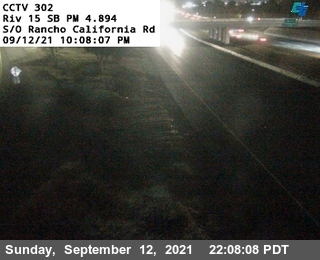 CCTV 302
Riv 15 SB PM 4.894
S/O Rancho California Rd
09/12/21 10:08:07 PM
Sunday, September 12, 2021 22:08:08 PDT